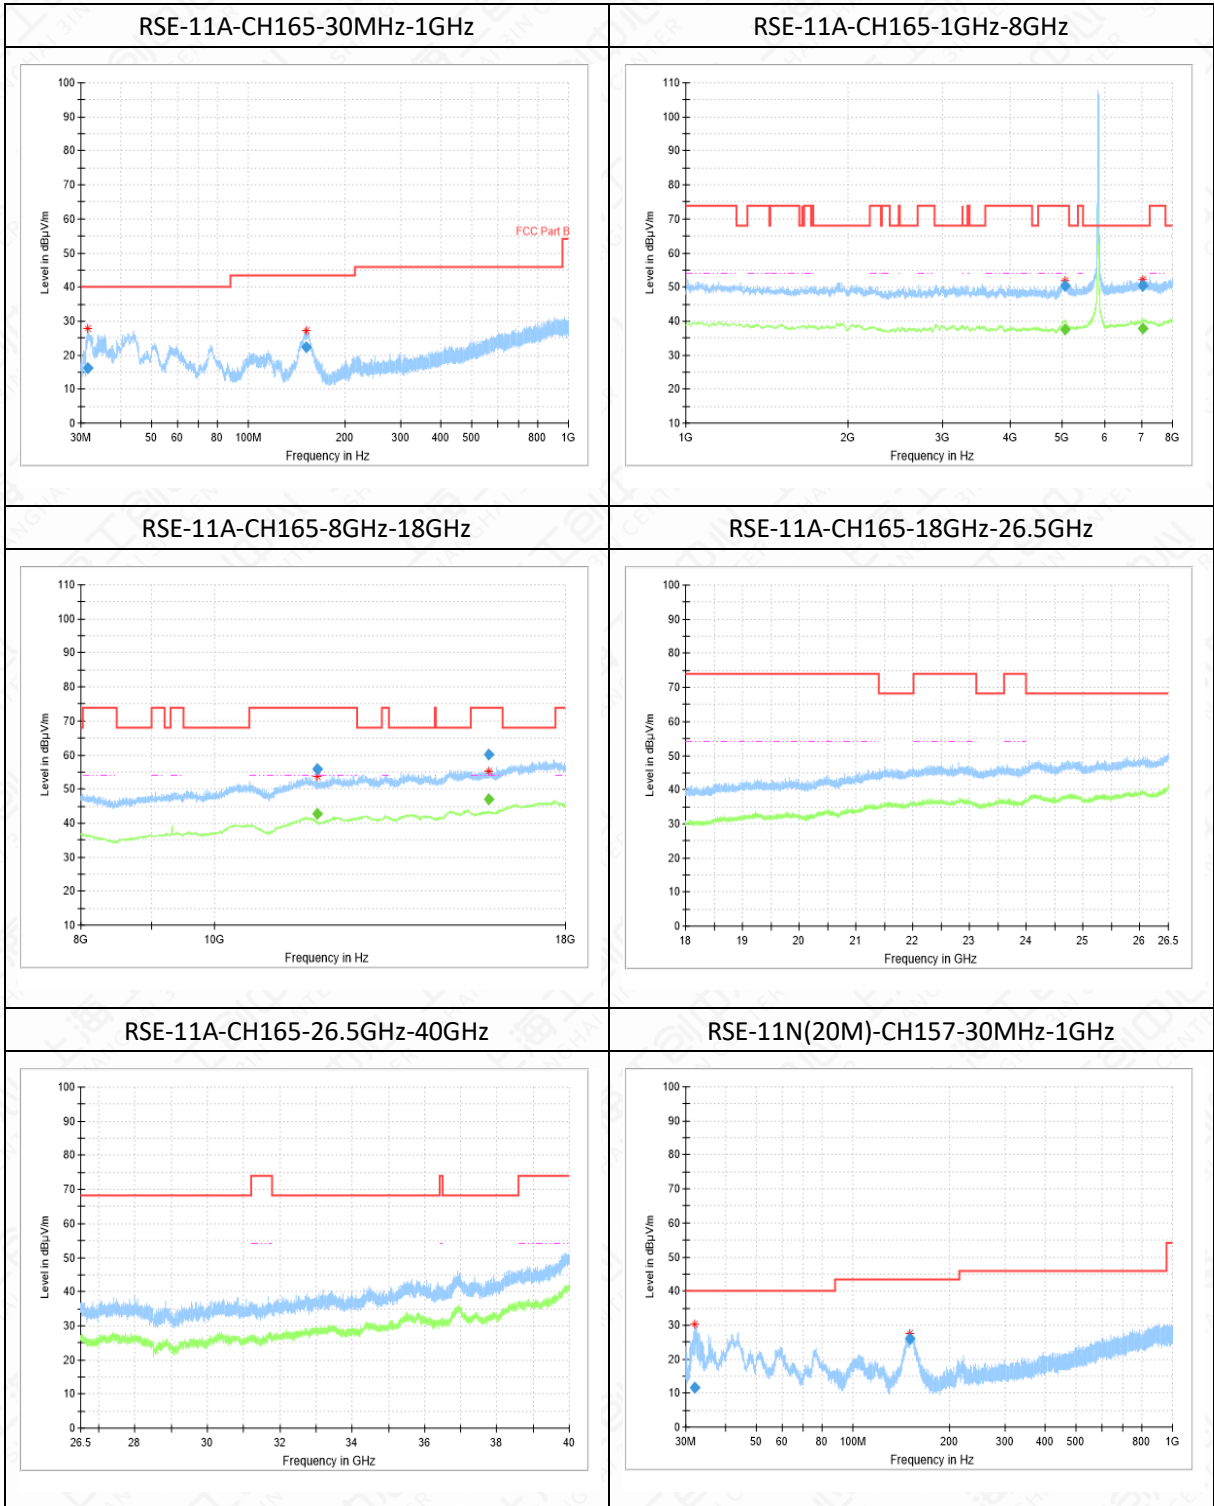 RSE-11A-CH165-30MHz-1GHz
RSE-11A-CH165-1GHz-8GHz
100
90
80
70
60
50
40
30
20
10
0
Level in dBµV/m
FCC Part B
30M 50 60 80 100M 200 300 400 500 800 1G
Frequency in Hz
110
100
90
80
70
60
50
40
30
20
10
Level in dBµV/m
1G 2G 3G 4G 5G 6 7 8G
Frequency in Hz
RSE-11A-CH165-8GHz-18GHz
RSE-11A-CH165-18GHz-26.5GHz
110
100
90
80
70
60
50
40
30
20
10
Level in dBµV/m
8G 10G 18G
Frequency in Hz
100
90
80
70
60
50
40
30
20
10
0
Level in dBµV/m
18 19 20 21 22 23 24 25 26 26.5
Frequency in GHz
RSE-11A-CH165-26.5GHz-40GHz
RSE-11N(20M)-CH157-30MHz-1GHz
100
90
80
70
60
50
40
30
20
10
0
Level in dBµV/m
26.5 28 30 32 34 36 38 40
Frequency in GHz
100
90
80
70
60
50
40
30
20
10
0
Level in dBµV/m
30M 50 60 80 100M 200 300 400 500 800 1G
Frequency in Hz